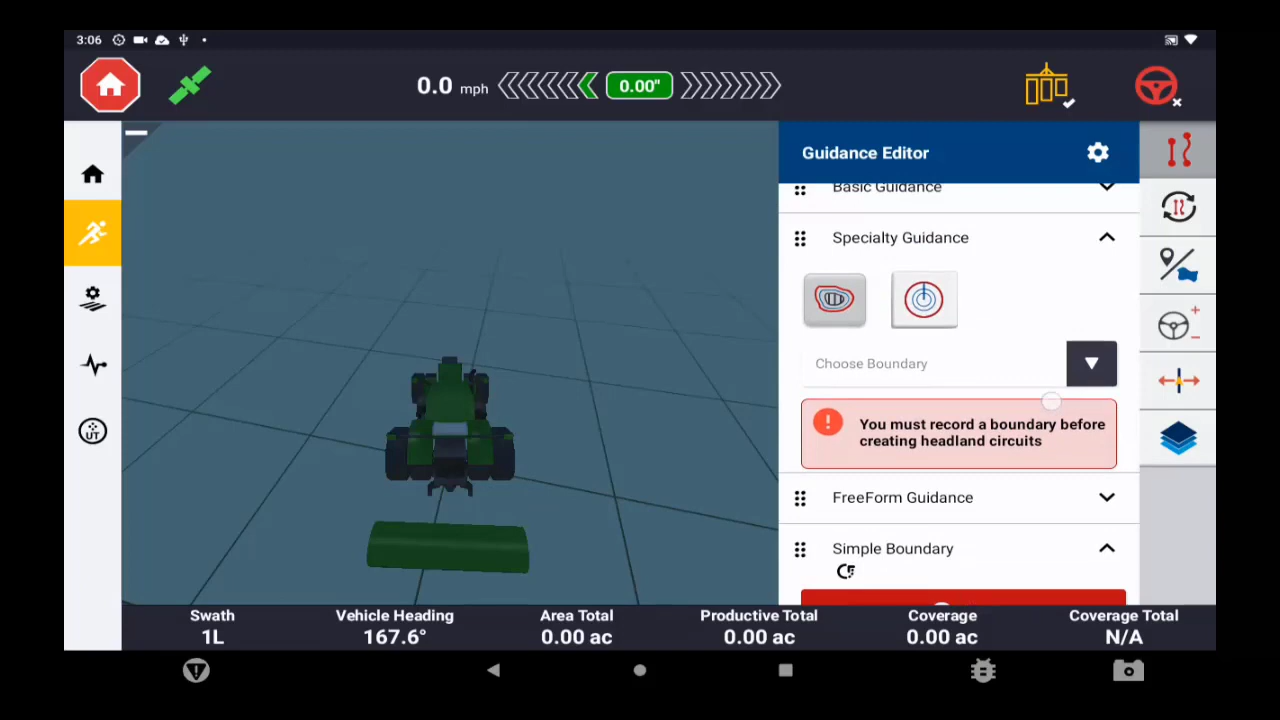 3:06
0.0 mph
0.00"
Guidance Editor
Basic Guidance
Specialty Guidance
Choose Boundary
You must record a boundary before
creating headland circuits
FreeForm Guidance
Simple Boundary
UT
Swath
1L
Vehicle Heading
167.6°
Area Total
0.00 ac
Productive Total
0.00 ac
Coverage
0.00 ac
Coverage Total
N/A